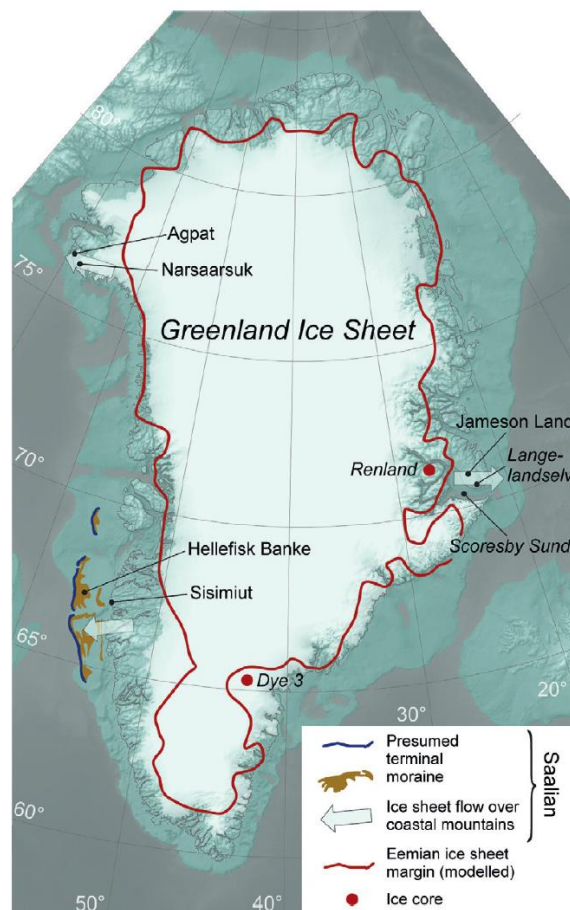 80°
Agpat
75°
Narsaarsuk
Greenland Ice Sheet
Jameson Land
Renland
Lange-
landselv
70°
Scoresby Sund
Hellefisk Banke
Sisimiut
65°
Dye 3
20°
30°
60°
50°
40°
Presumed
terminal
moraine
Ice sheet flow over
coastal mountains
Saalian
Eemian ice sheet
margin (modelled)
Ice core